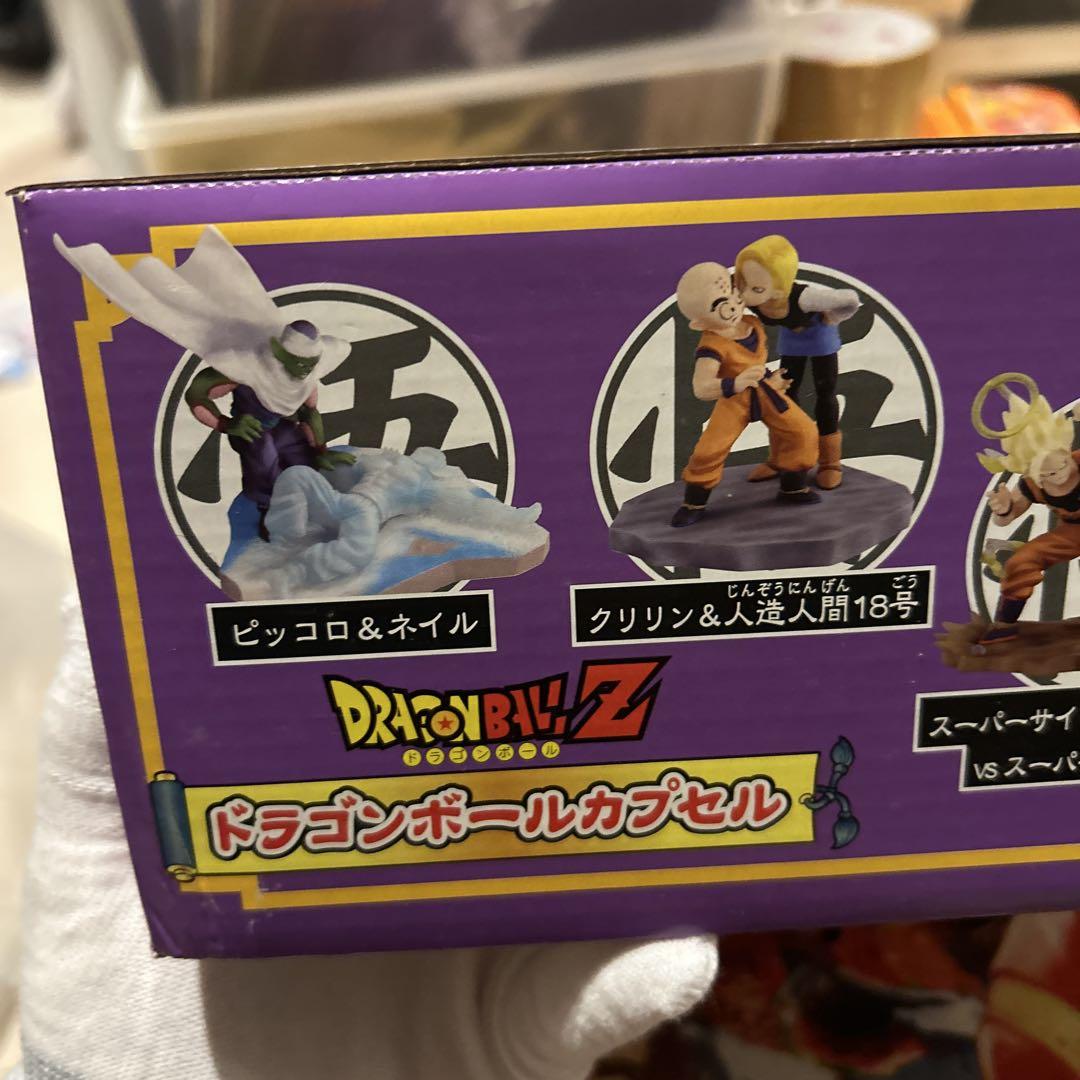 ピッコロ&ネイル
じんぞうにんげん ごう
クリリン&人造人間18号
スーパーサイ
VS スーパー
DRAGON BALL Z
ドラゴンボール
ドラゴンボールカプセル